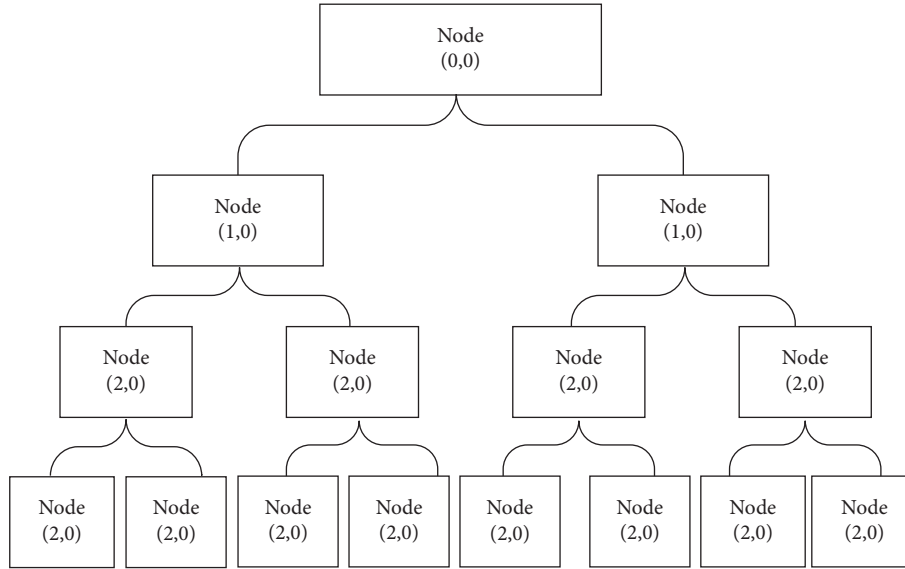 Node
(0,0)
Node
(1,0)
Node
(1,0)
Node
(2,0)
Node
(2,0)
Node
(2,0)
Node
(2,0)
Node
(2,0)
Node
(2,0)
Node
(2,0)
Node
(2,0)
Node
(2,0)
Node
(2,0)
Node
(2,0)
Node
(2,0)